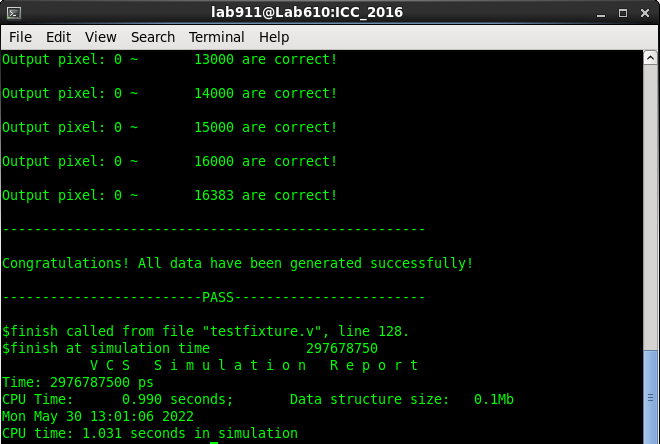 lab911@Lab610:ICC_2016
File Edit View Search Terminal Help
Output pixel: 0 ~       13000 are correct!
Output pixel: 0 ~       14000 are correct!
Output pixel: 0 ~       15000 are correct!
Output pixel: 0 ~       16000 are correct!
Output pixel: 0 ~       16383 are correct!
-----------------------------------------------------
Congratulations! All data have been generated successfully!
-------------------------PASS------------------------
$finish called from file "testfixture.v", line 128.
$finish at simulation time            297678750
           V C S   S i m u l a t i o n   R e p o r t
Time: 2976787500 ps
CPU Time:      0.990 seconds;       Data structure size:   0.1Mb
Mon May 30 13:01:06 2022
CPU time: 1.031 seconds in simulation